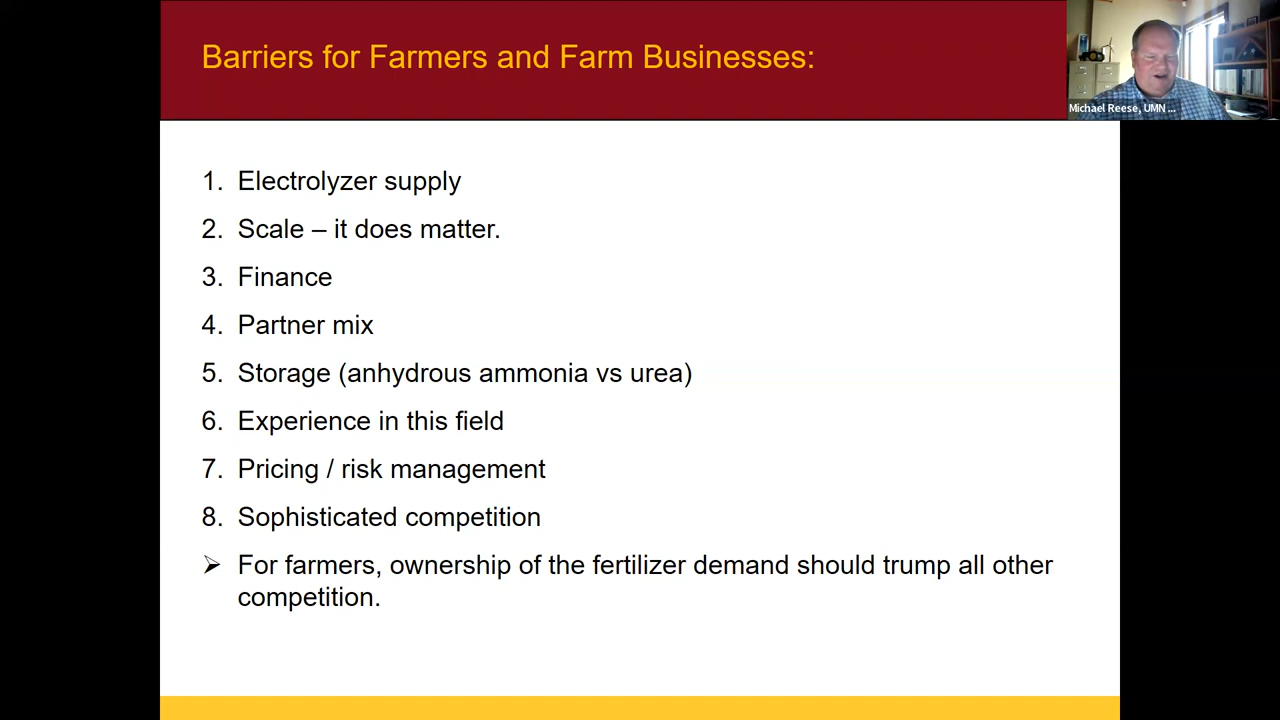 Barriers for Farmers and Farm Businesses:
Michael Reese, UMN ...
1. Electrolyzer supply
2. Scale – it does matter.
3. Finance
4. Partner mix
5. Storage (anhydrous ammonia vs urea)
6. Experience in this field
7. Pricing / risk management
8. Sophisticated competition
➢ For farmers, ownership of the fertilizer demand should trump all other
competition.